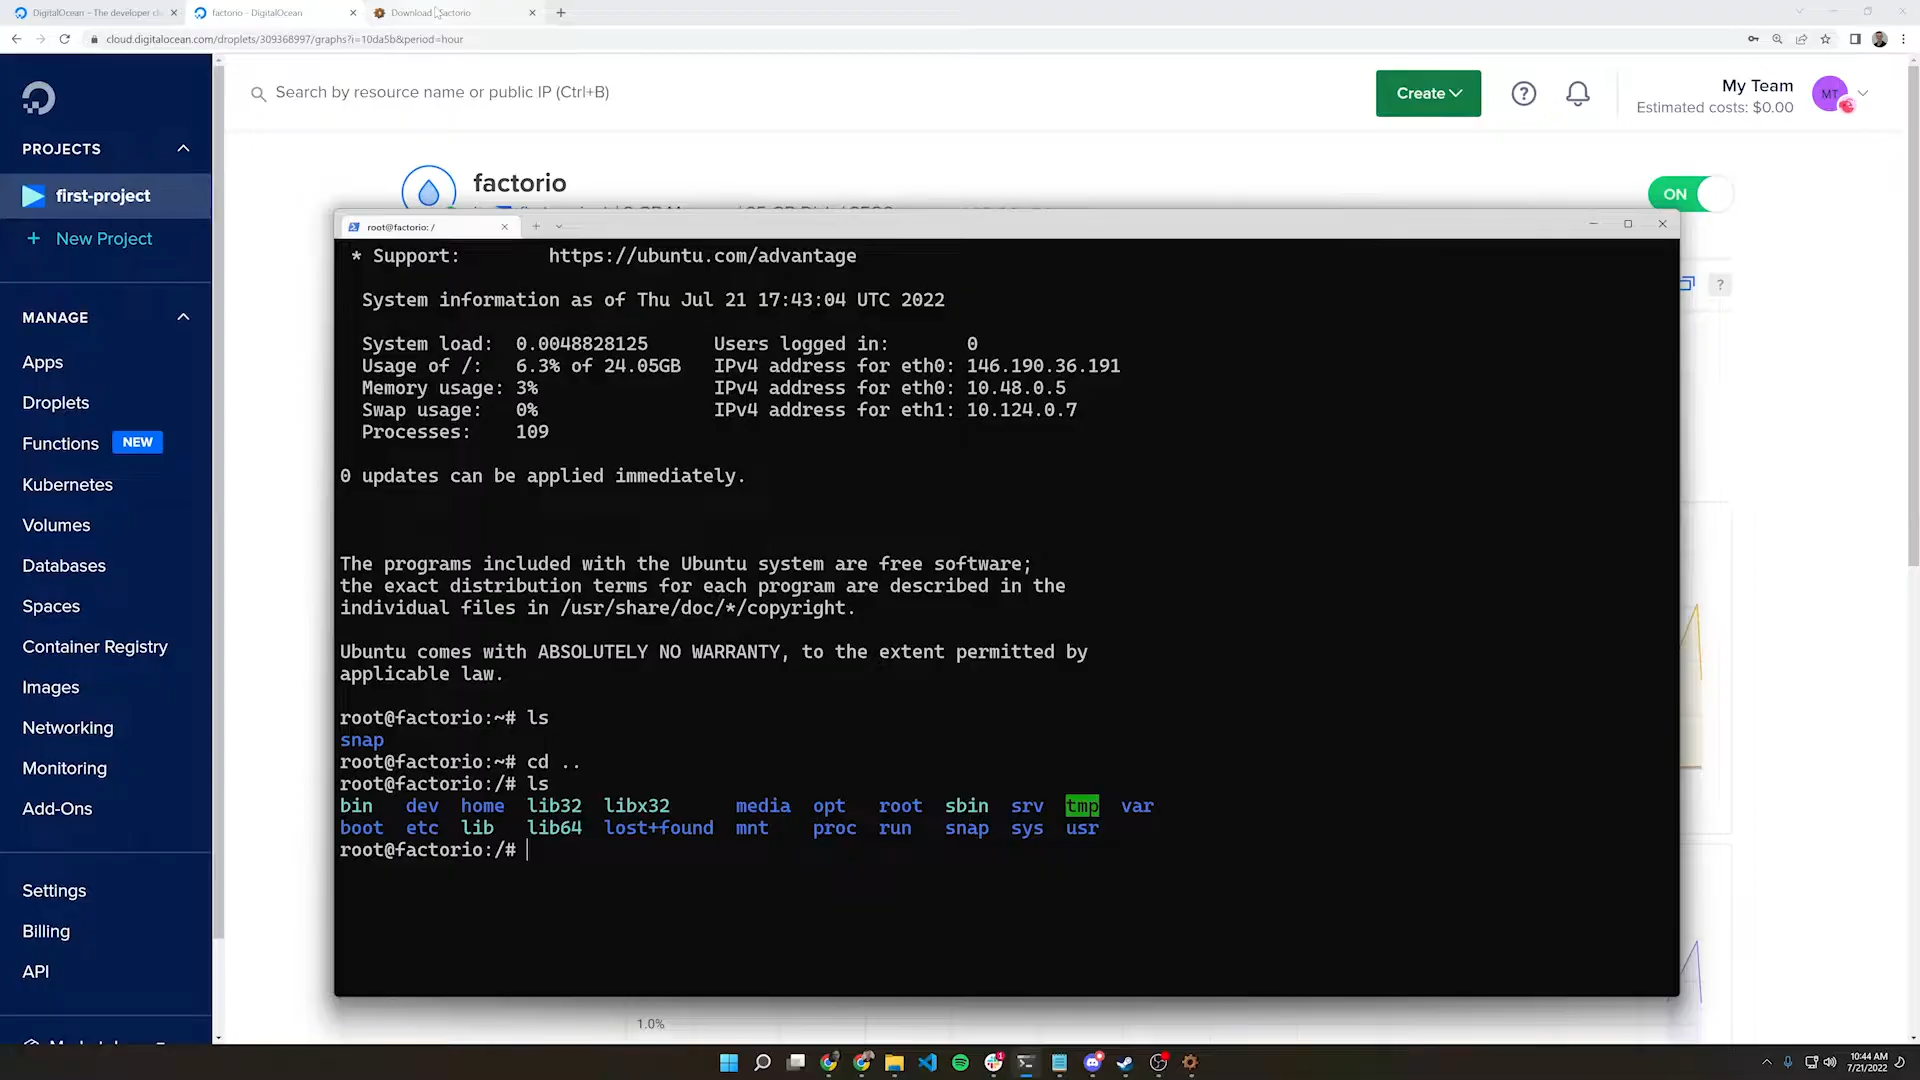 DigitalOcean – The developer cl
factorio - DigitalOcean
Download Factorio
cloud.digitalocean.com/droplets/309368997/graphs?i=10da5b&period=hour
Search by resource name or public IP (Ctrl+B)
Create
?
My Team
Estimated costs: $0.00
MT
PROJECTS
first-project
+ New Project
MANAGE
Apps
Droplets
Functions NEW
Kubernetes
Volumes
Databases
Spaces
Container Registry
Images
Networking
Monitoring
Add-Ons
Settings
Billing
API
factorio
ON
?
root@factorio: /
* Support: https://ubuntu.com/advantage
System information as of Thu Jul 21 17:43:04 UTC 2022
System load: 0.0048828125 Users logged in: 0
Usage of /: 6.3% of 24.05GB IPv4 address for eth0: 146.190.36.191
Memory usage: 3% IPv4 address for eth0: 10.48.0.5
Swap usage: 0% IPv4 address for eth1: 10.124.0.7
Processes: 109
0 updates can be applied immediately.
The programs included with the Ubuntu system are free software;
the exact distribution terms for each program are described in the
individual files in /usr/share/doc/*/copyright.
Ubuntu comes with ABSOLUTELY NO WARRANTY, to the extent permitted by
applicable law.
root@factorio:~# ls
snap
root@factorio:~# cd ..
root@factorio:/# ls
bin dev home lib32 libx32 media opt root sbin srv tmp var
boot etc lib lib64 lost+found mnt proc run snap sys usr
root@factorio:/#
1.0%
10:44 AM
7/21/2022